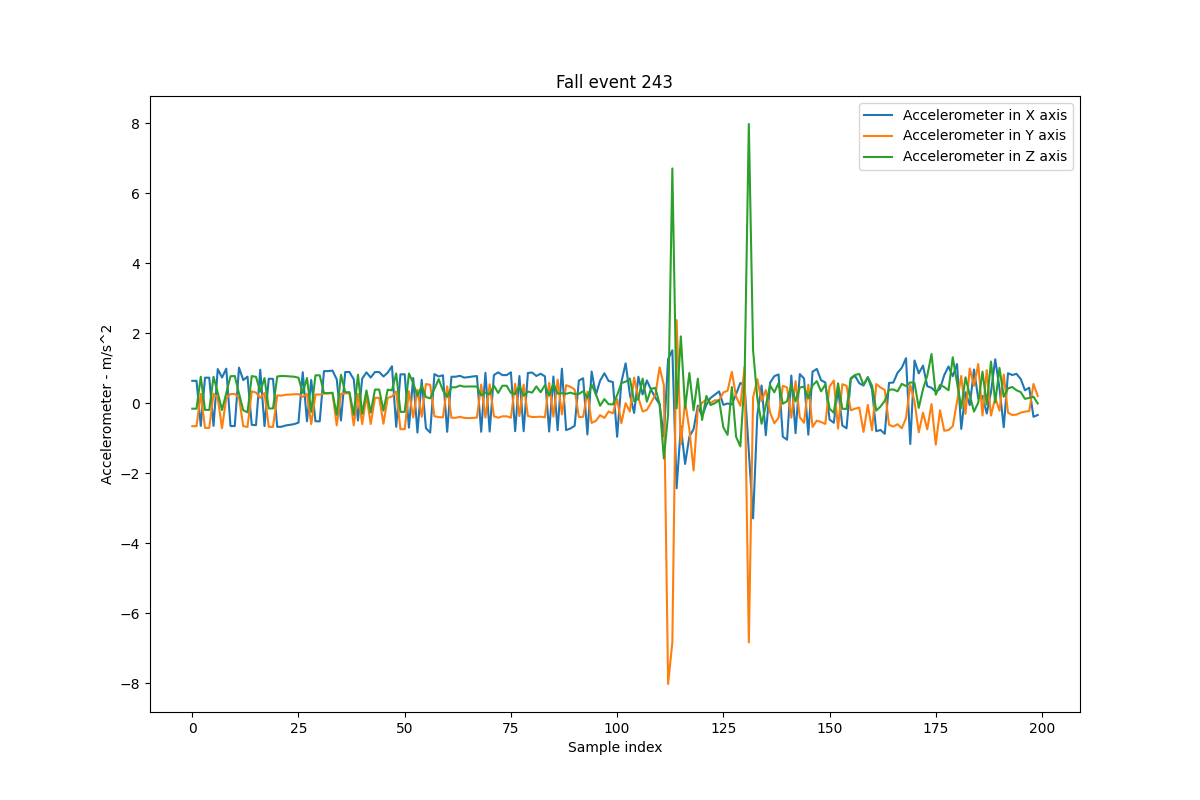 Fall event 243
Accelerometer in X axis
Accelerometer in Y axis
Accelerometer in Z axis
8
6
4
2
0
−2
−4
−6
−8
Accelerometer - m/s^2
0 25 50 75 100 125 150 175 200
Sample index